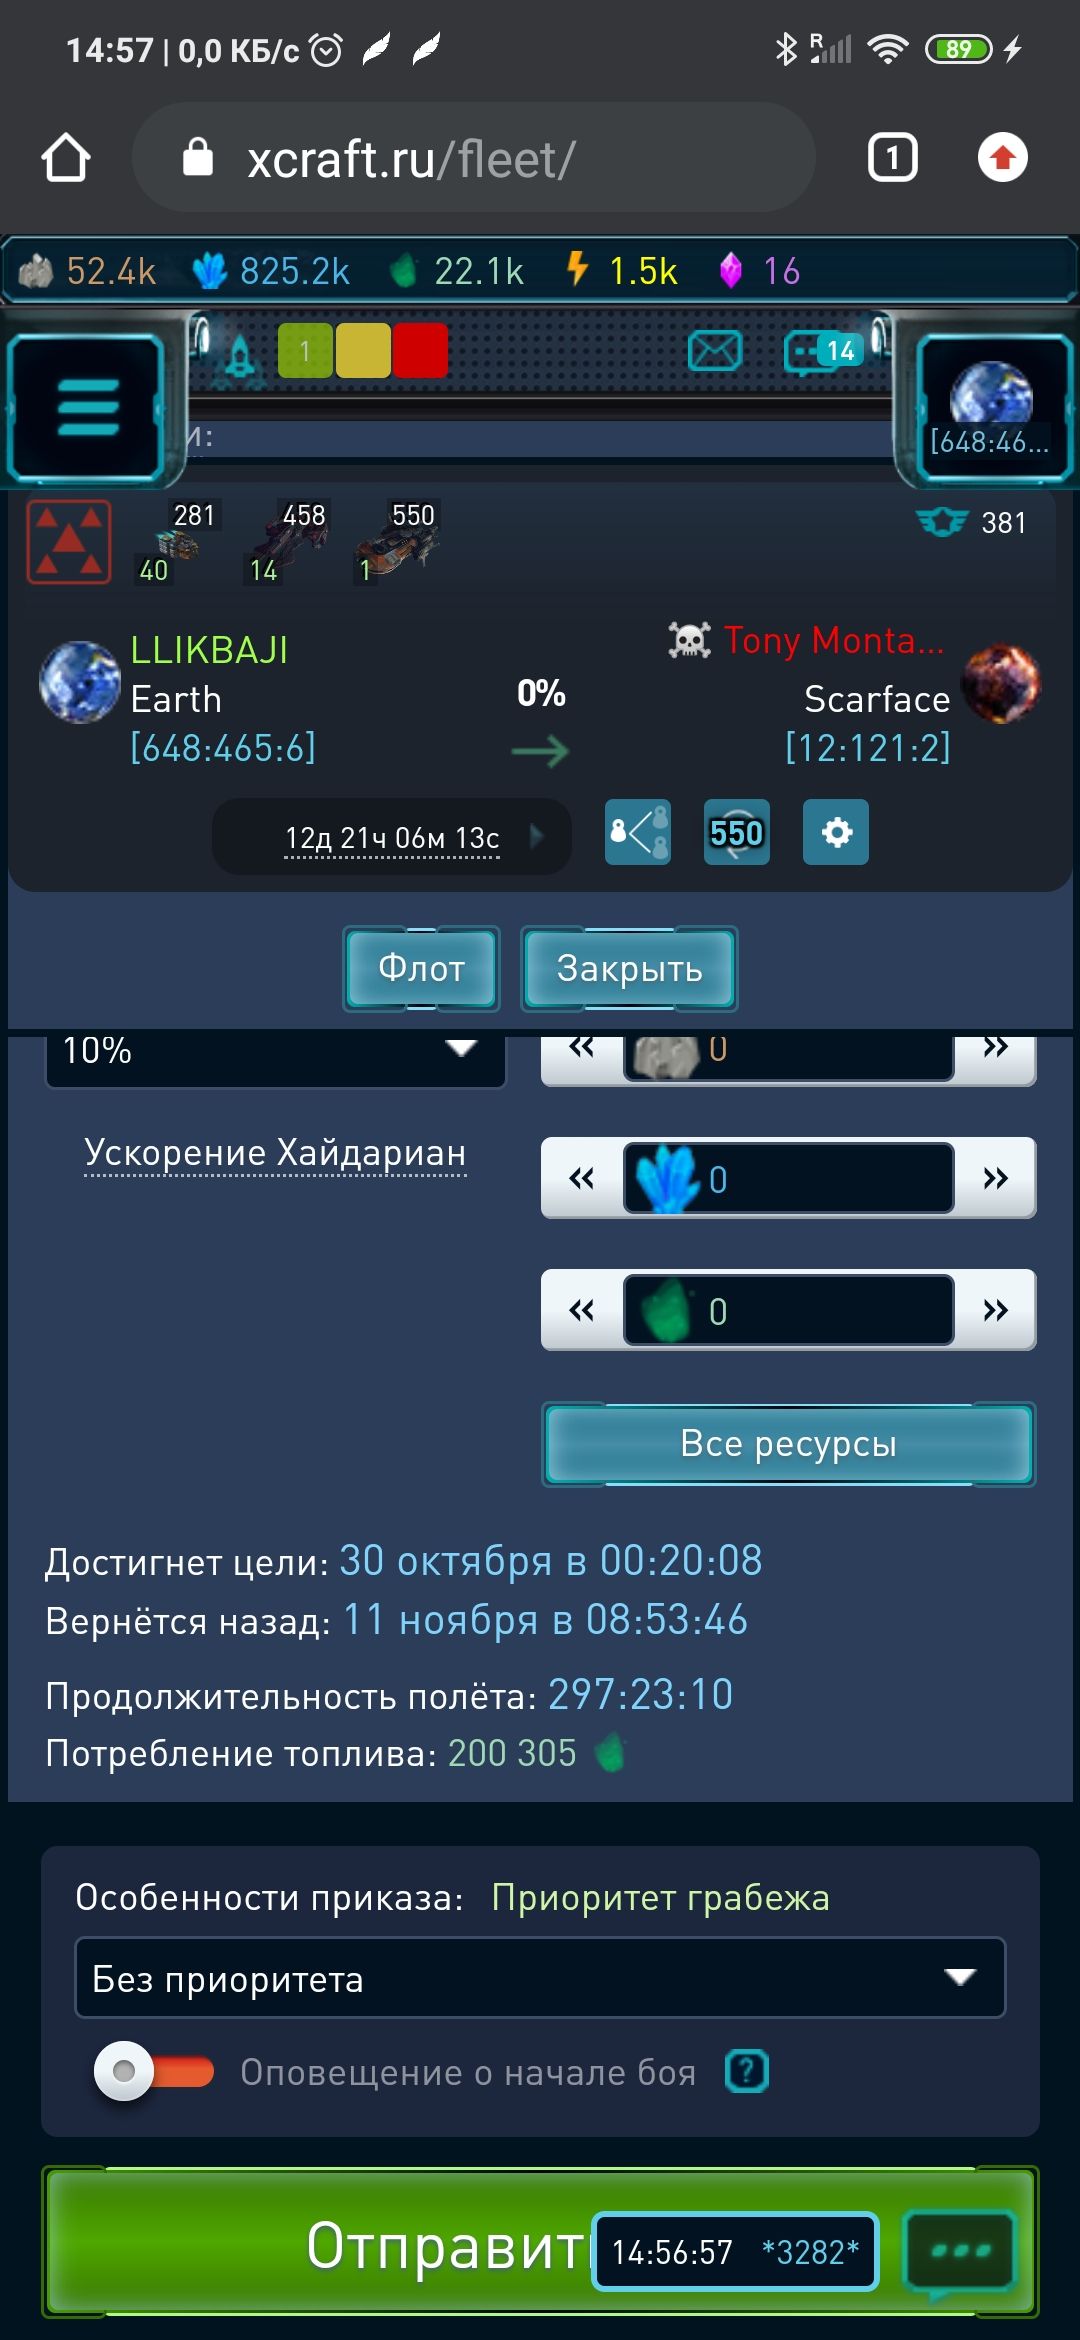 14:57 | 0,0 КБ/с
R
89
xcraft.ru/fleet/
1
52.4k 825.2k 22.1k 1.5k 16
1
14
и:
[648:46...
281 458 550
381
40 14 1
LLIKBAJI
Tony Monta...
Earth
0%
Scarface
[648:465:6]
[12:121:2]
12д 21ч 06м 13с
550
Флот
Закрыть
10%
« 0 »
Ускорение Хайдариан
« 0 »
« 0 »
Все ресурсы
Достигнет цели: 30 октября в 00:20:08
Вернётся назад: 11 ноября в 08:53:46
Продолжительность полёта: 297:23:10
Потребление топлива: 200 305
Особенности приказа: Приоритет грабежа
Без приоритета
Оповещение о начале боя ?
Отправит
14:56:57 *3282*